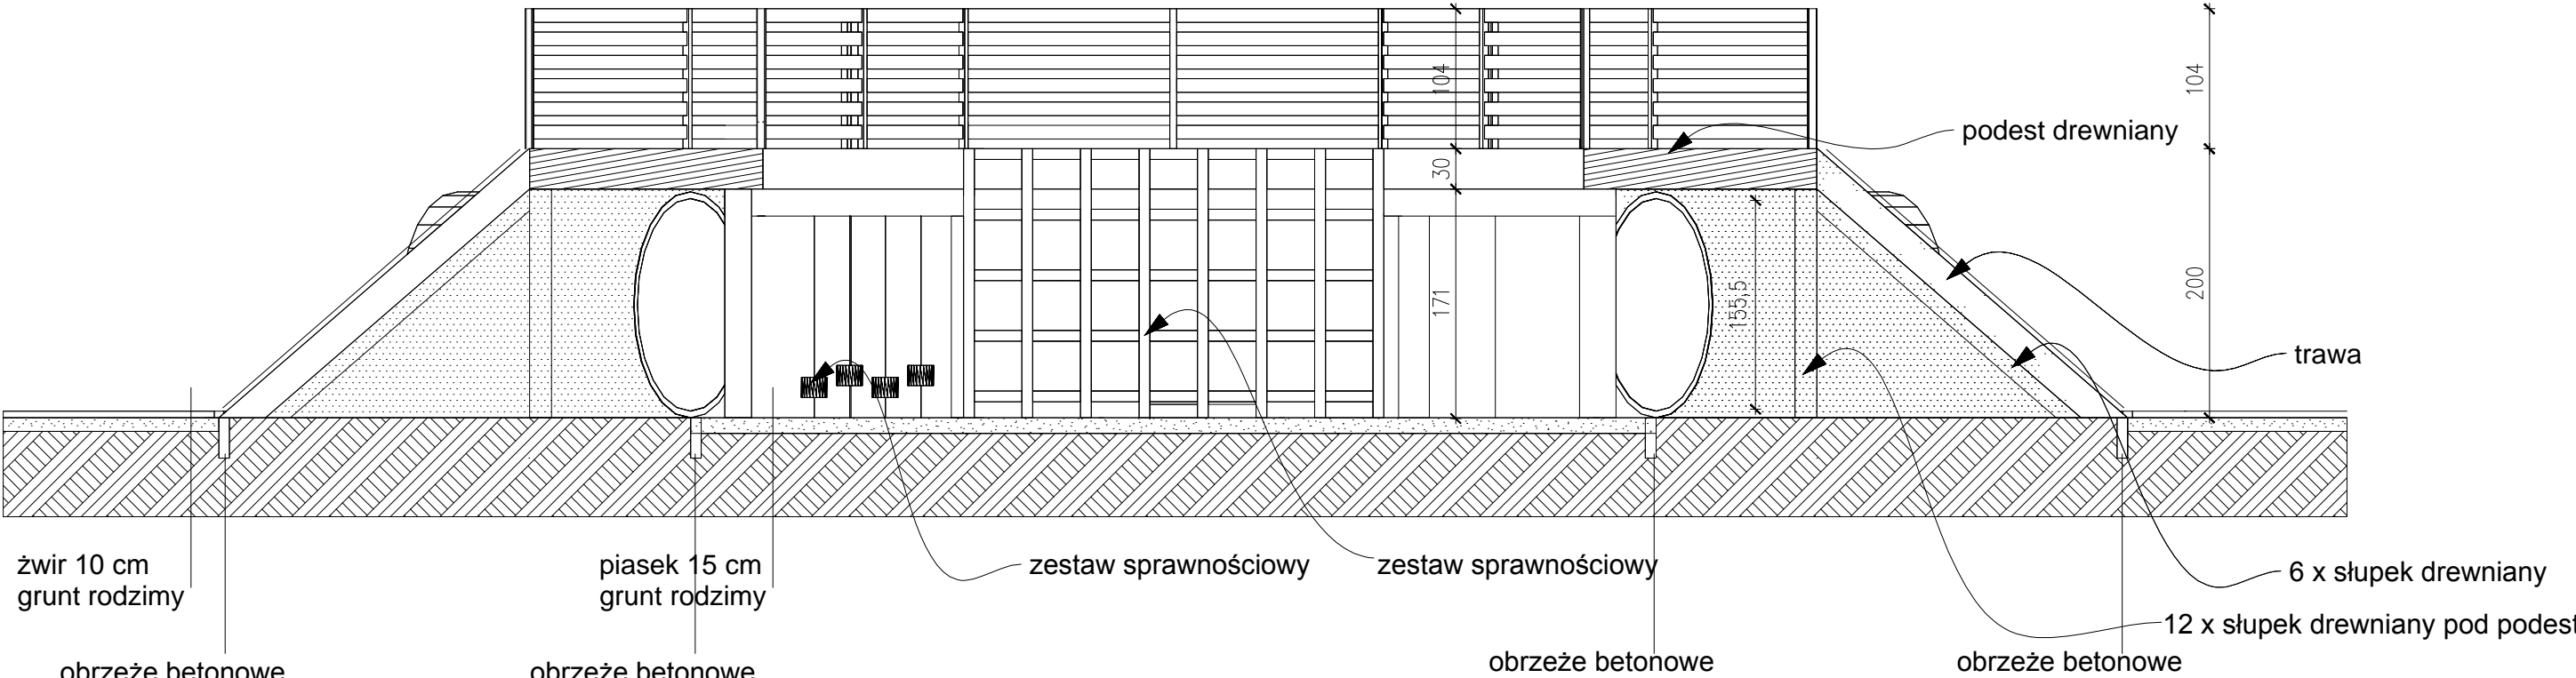 104
104
podest drewniany
30
171
155,5
200
trawa
żwir 10 cm
grunt rodzimy
piasek 15 cm
grunt rodzimy
zestaw sprawnościowy
zestaw sprawnościowy
6 x słupek drewniany
12 x słupek drewniany pod podest
obrzeże betonowe
obrzeże betonowe
obrzeże betonowe
obrzeże betonowe